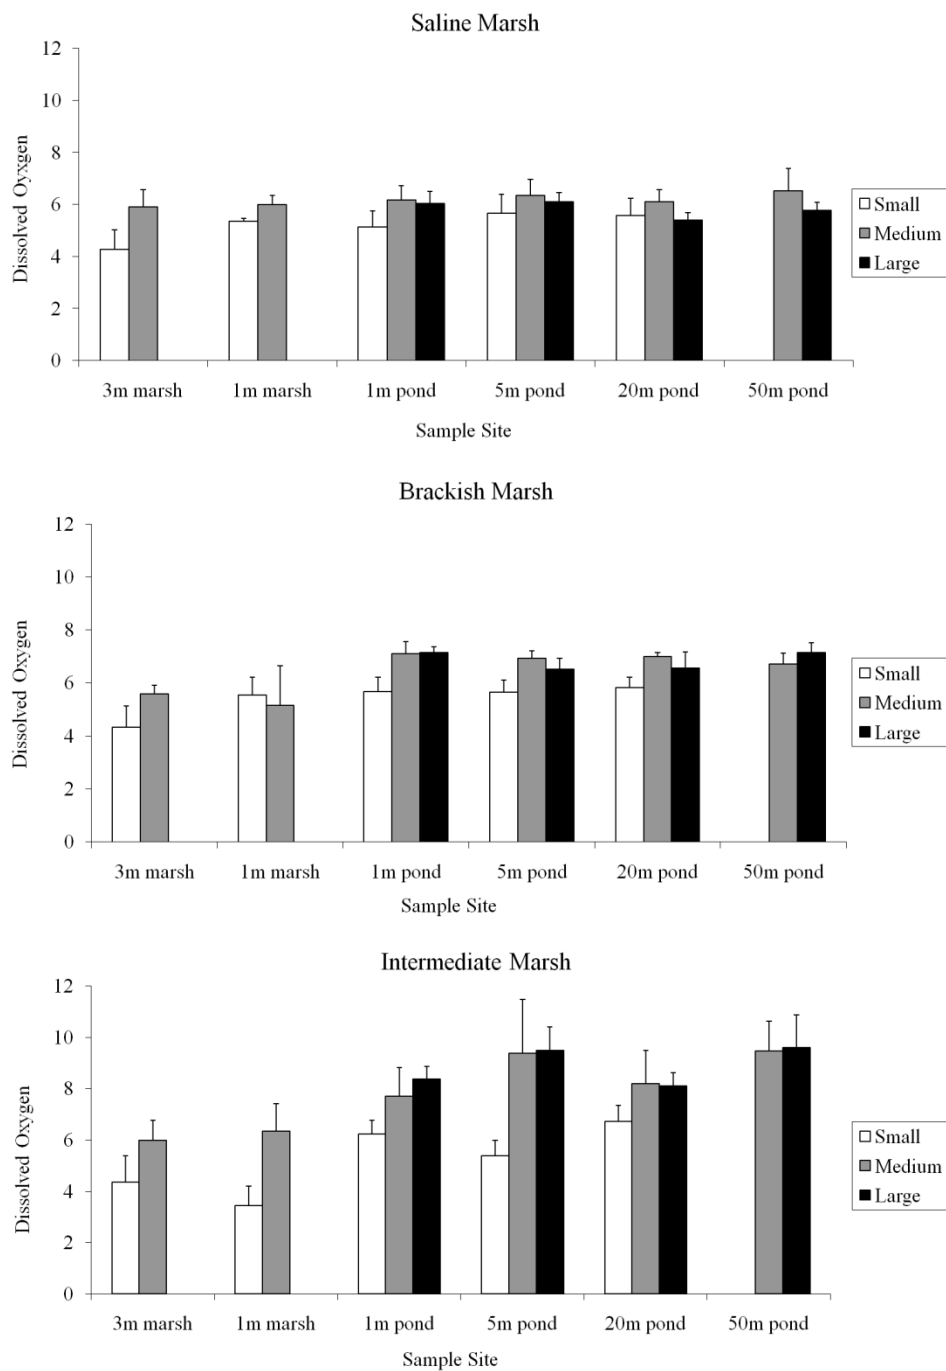 Saline Marsh
12
10
8
6
4
2
0
Dissolved Oyxgen
3m marsh 1m marsh 1m pond 5m pond 20m pond 50m pond
Sample Site
Small
Medium
Large
Brackish Marsh
12
10
8
6
4
2
0
Dissolved Oxygen
3m marsh 1m marsh 1m pond 5m pond 20m pond 50m pond
Sample Site
Small
Medium
Large
Intermediate Marsh
12
10
8
6
4
2
0
Dissolved Oxygen
3m marsh 1m marsh 1m pond 5m pond 20m pond 50m pond
Sample Site
Small
Medium
Large